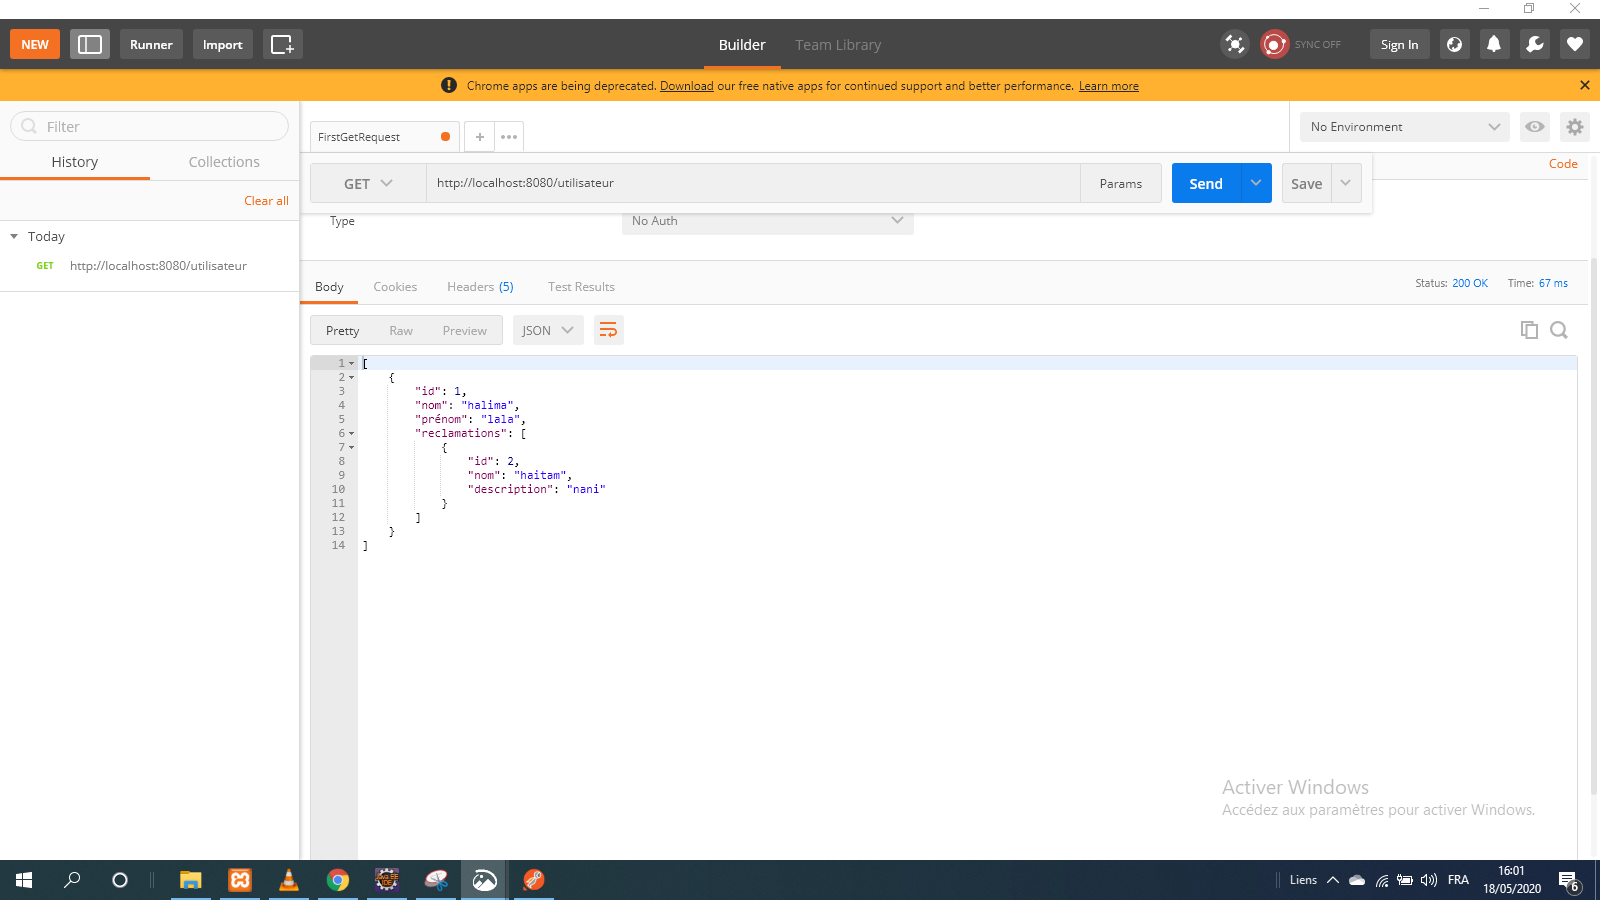 NEW Runner Import Builder Team Library SYNC OFF Sign In
! Chrome apps are being deprecated. Download our free native apps for continued support and better performance. Learn more
Filter
History Collections
Clear all
Today
GET http://localhost:8080/utilisateur
FirstGetRequest
No Environment
Code
GET http://localhost:8080/utilisateur Params Send Save
Type No Auth
Body Cookies Headers (5) Test Results
Status: 200 OK Time: 67 ms
Pretty Raw Preview JSON
1 [
2 {
3 "id": 1,
4 "nom": "halima",
5 "prénom": "lala",
6 "reclamations": [
7 {
8 "id": 2,
9 "nom": "haitam",
10 "description": "nani"
11 }
12 ]
13 }
14 ]
Activer Windows
Accédez aux paramètres pour activer Windows.
Liens FRA
16:01
18/05/2020
6